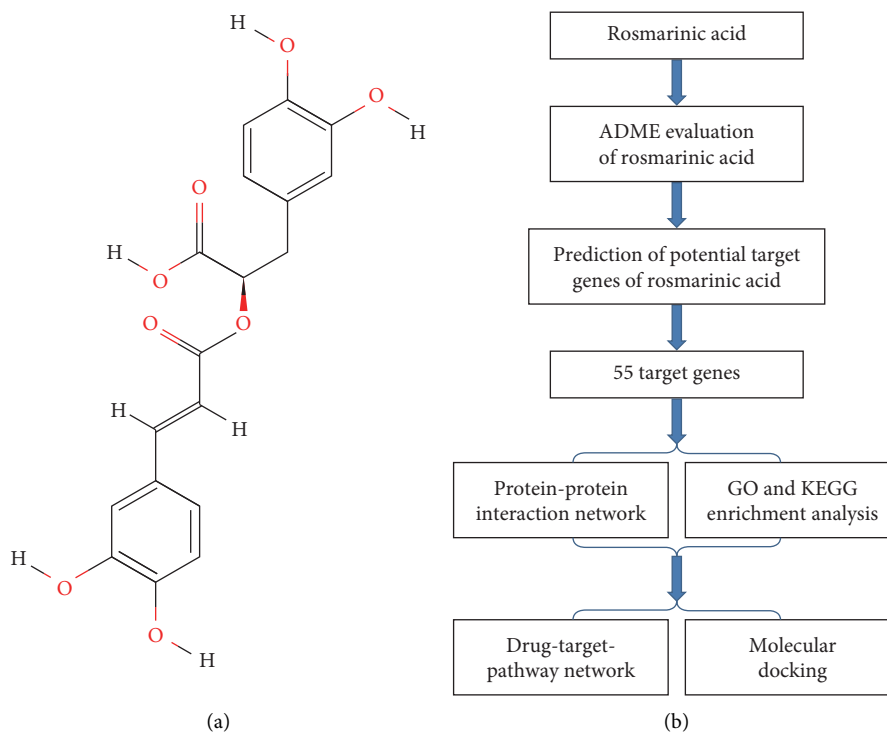 H
O
O
H
O
H
O
O
O
H
H
H
O
O
H
(a)
Rosmarinic acid
ADME evaluation
of rosmarinic acid
Prediction of potential target
genes of rosmarinic acid
55 target genes
Protein-protein
interaction network
GO and KEGG
enrichment analysis
Drug-target-
pathway network
Molecular
docking
(b)